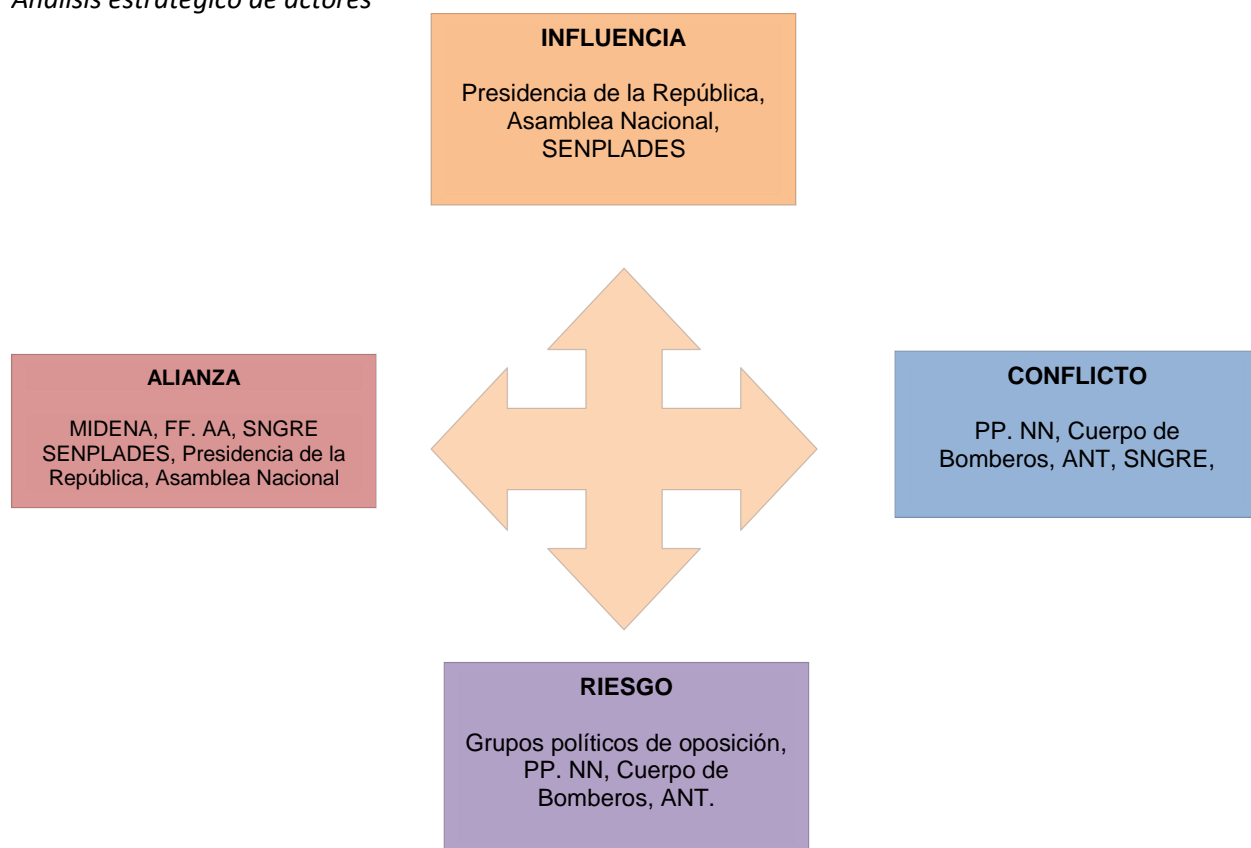 Análisis estratégico de actores
INFLUENCIA
Presidencia de la República,
Asamblea Nacional,
SENPLADES
ALIANZA
MIDENA, FF. AA, SNGRE
SENPLADES, Presidencia de la
República, Asamblea Nacional
CONFLICTO
PP. NN, Cuerpo de
Bomberos, ANT, SNGRE,
RIESGO
Grupos políticos de oposición,
PP. NN, Cuerpo de
Bomberos, ANT.